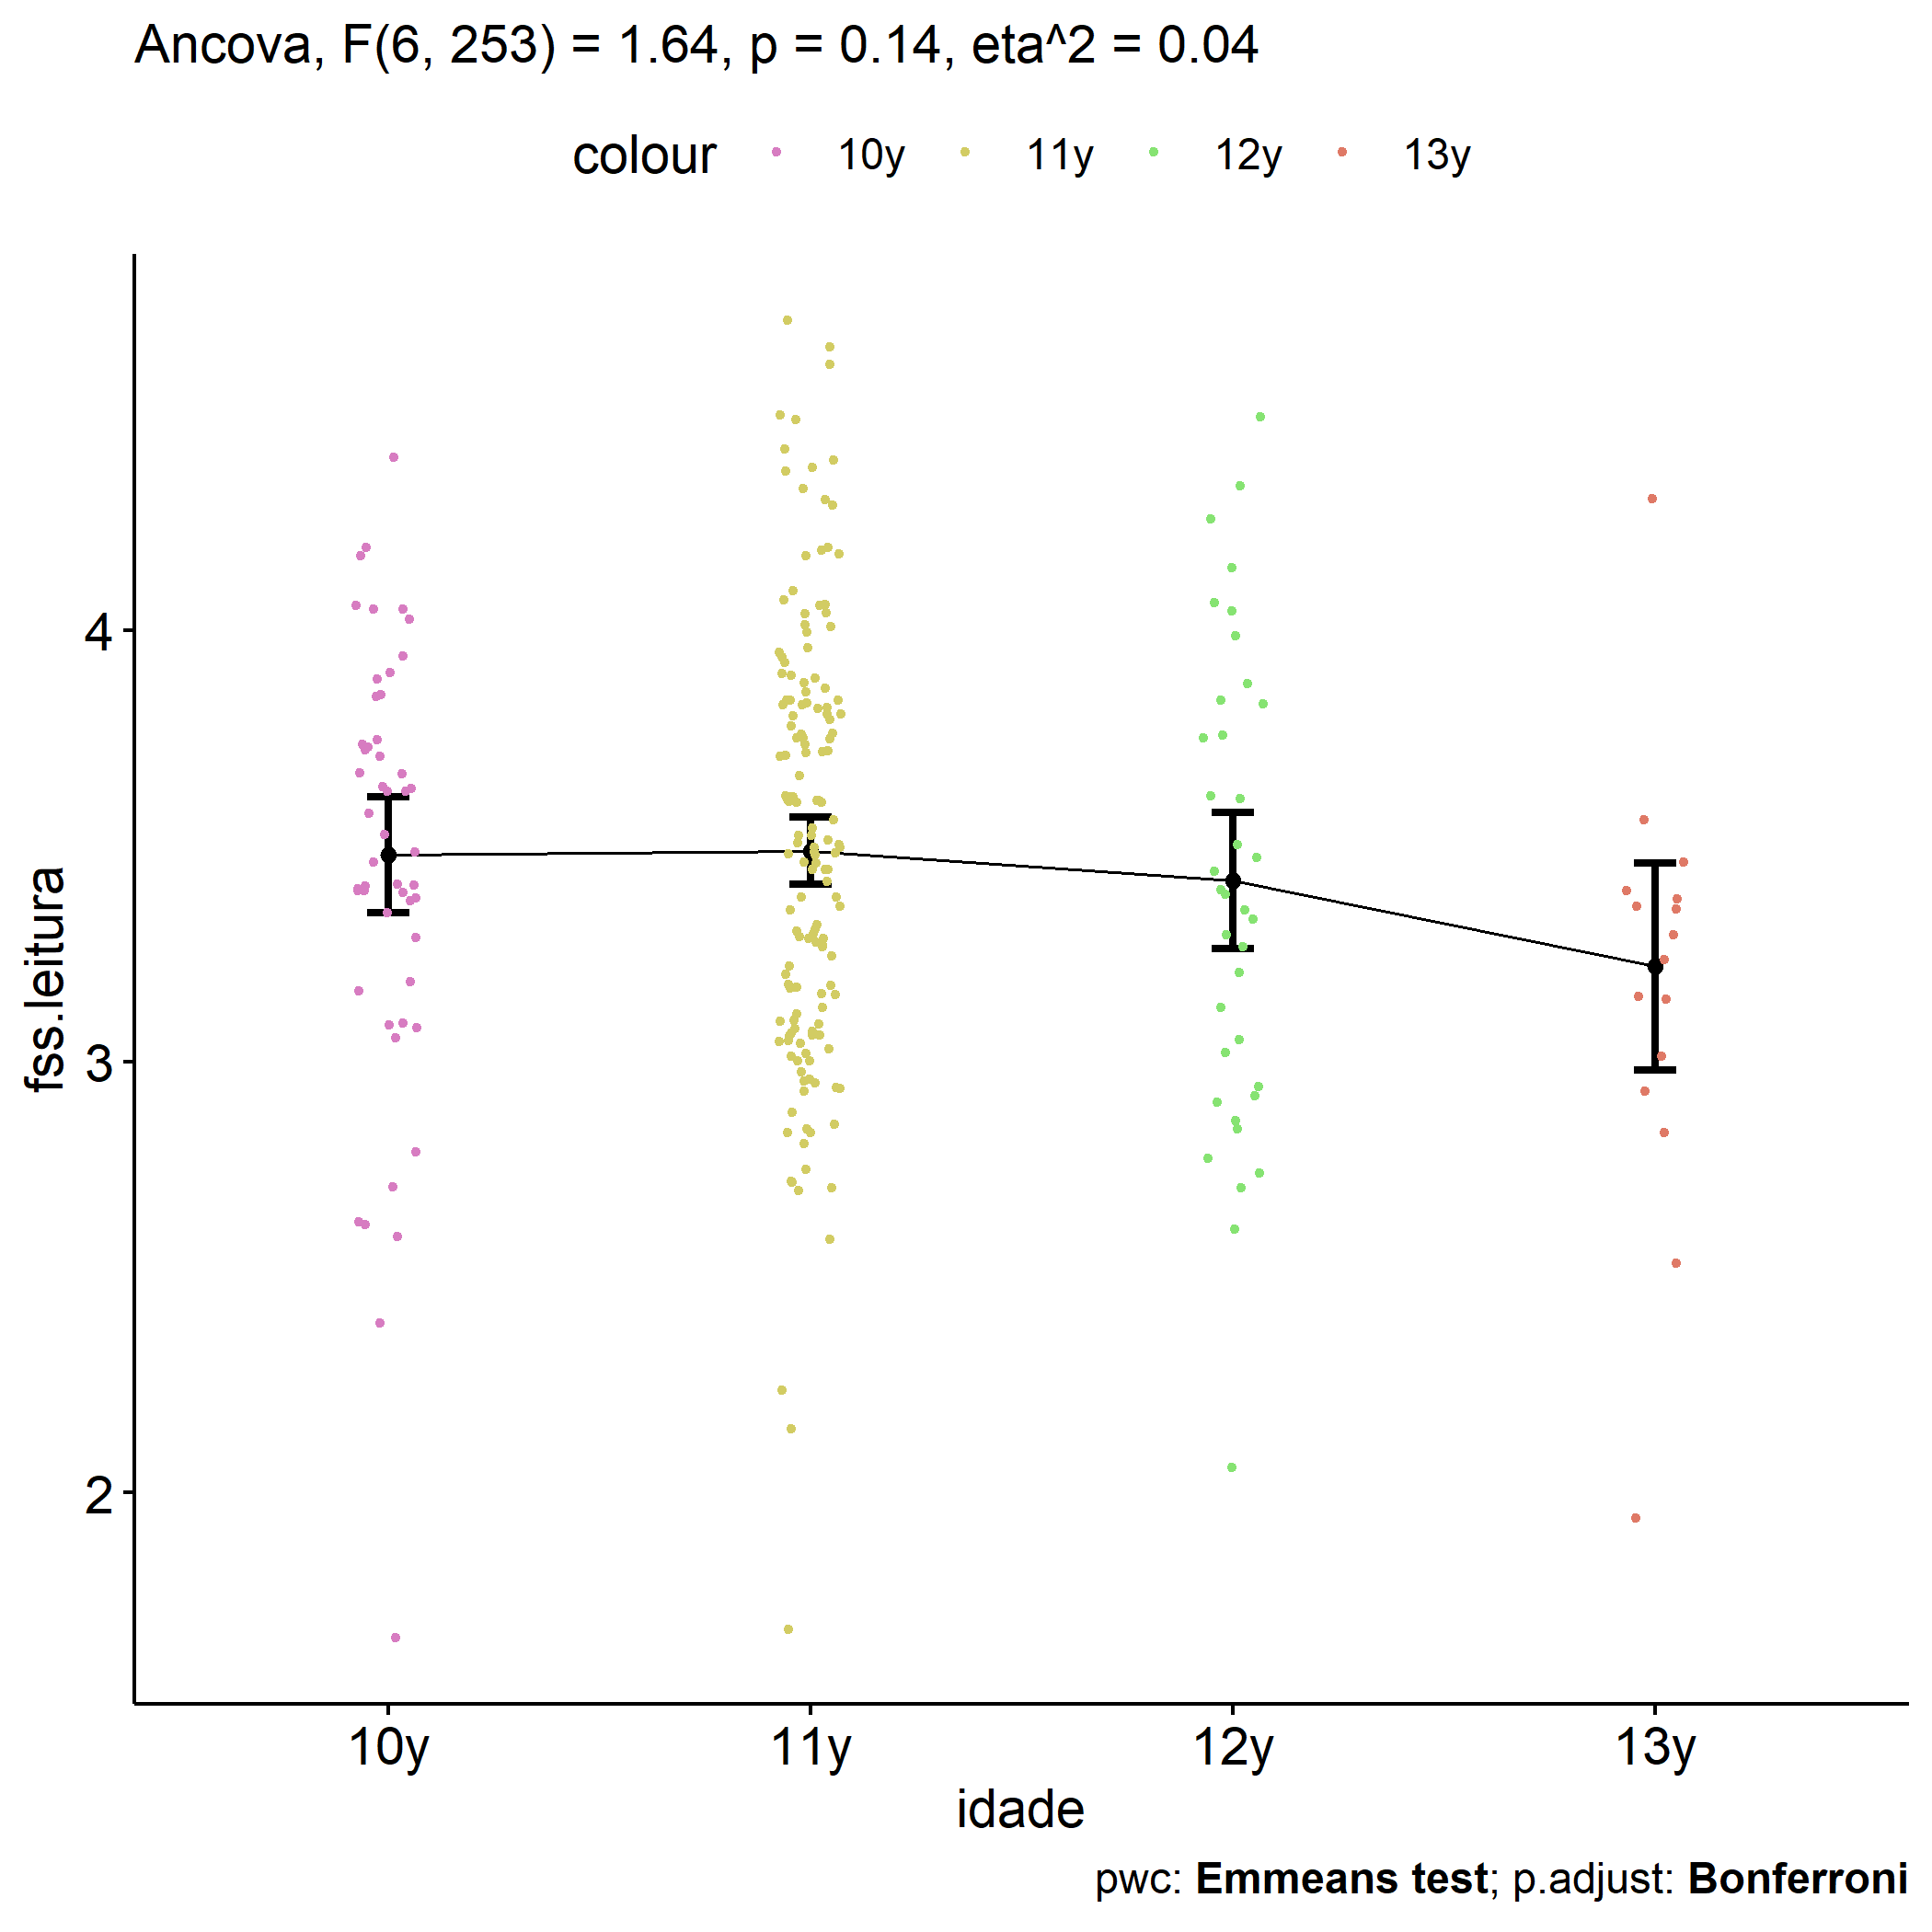 Ancova, F(6, 253) = 1.64, p = 0.14, eta^2 = 0.04
colour 10y 11y 12y 13y
fss.leitura
4
3
2
10y 11y 12y 13y
idade
pwc: Emmeans test; p.adjust: Bonferroni